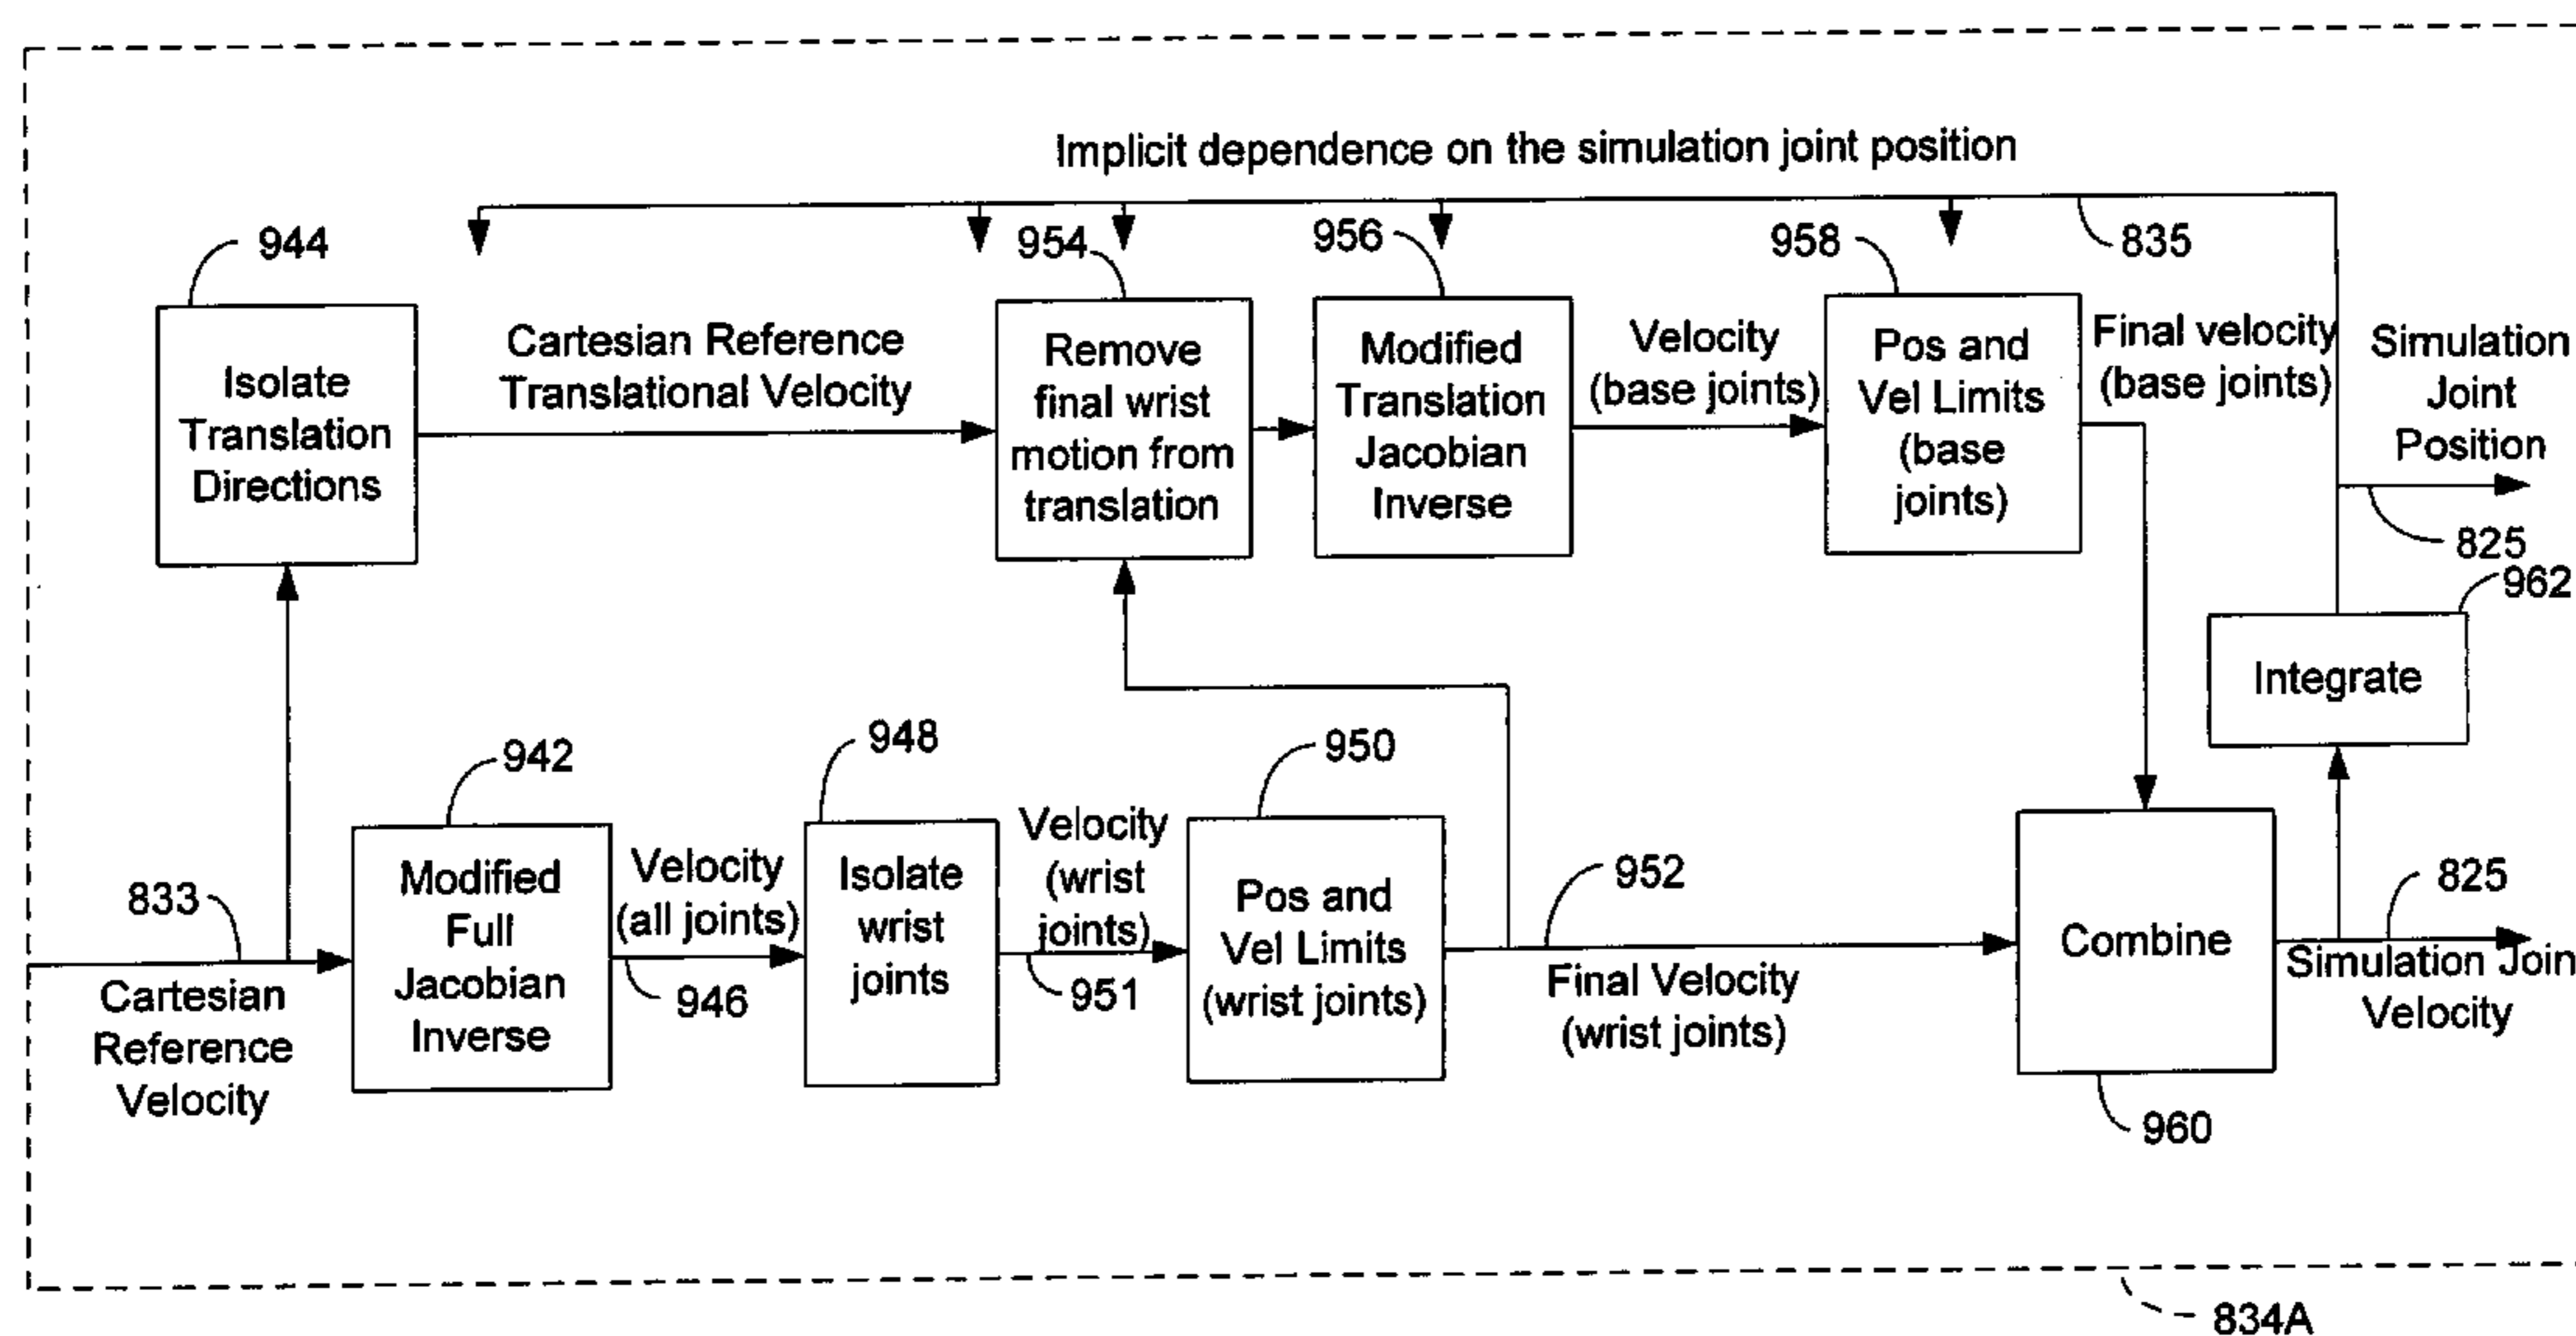 Implicit dependence on the simulation joint position
944
954
956
958
835
Isolate
Translation
Directions
Cartesian Reference
Translational Velocity
Remove
final wrist
motion from
translation
Modified
Translation
Jacobian
Inverse
Velocity
(base joints)
Pos and
Vel Limits
(base
joints)
Final velocity
(base joints)
Simulation
Joint
Position
825
962
Integrate
833
Cartesian
Reference
Velocity
942
Modified
Full
Jacobian
Inverse
Velocity
(all joints)
946
948
Isolate
wrist
joints
Velocity
(wrist
joints)
951
950
Pos and
Vel Limits
(wrist joints)
952
Final Velocity
(wrist joints)
Combine
960
825
Simulation Join
Velocity
834A